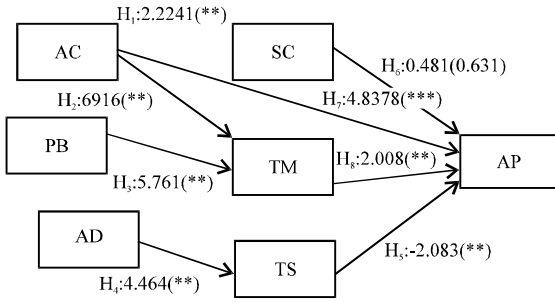 H₁:2.2241(**)
AC
SC
H₆:0.481(0.631)
H₂:6916(**)
H₇:4.8378(***)
PB
TM
H₈:2.008(**)
AP
H₃:5.761(**)
AD
TS
H₅:-2.083(**)
H₄:4.464(**)